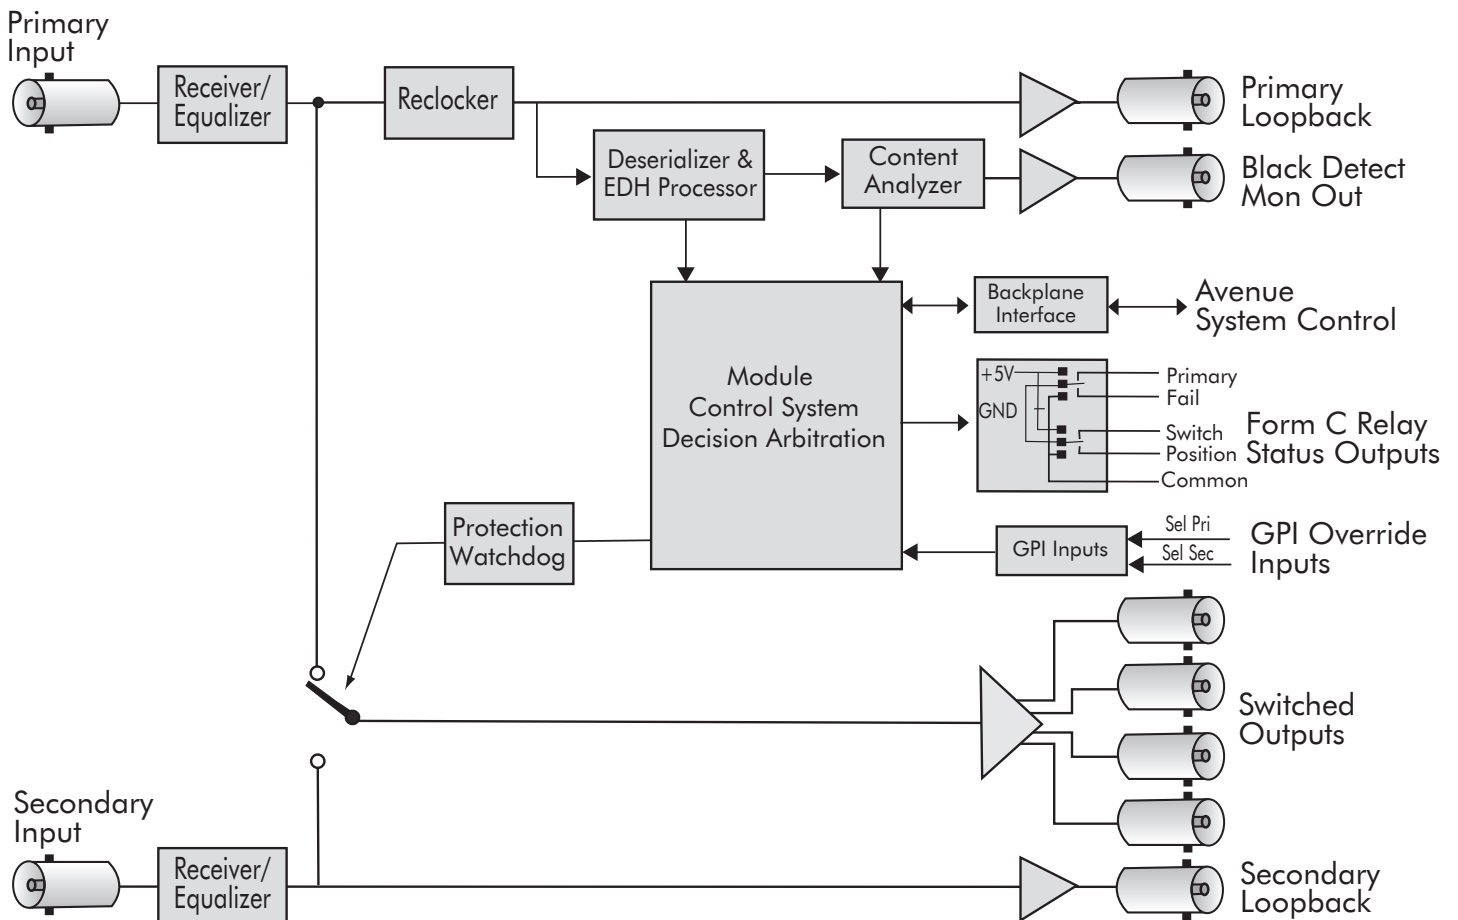 Primary
Input
Receiver/
Equalizer
Reclocker
Primary
Loopback
Deserializer &
EDH Processor
Content
Analyzer
Black Detect
Mon Out
Module
Control System
Decision Arbitration
Backplane
Interface
Avenue
System Control
+5V
GND
Primary
Fail
Switch
Position
Common
Form C Relay
Status Outputs
Protection
Watchdog
GPI Inputs
Sel Pri
Sel Sec
GPI Override
Inputs
Switched
Outputs
Secondary
Input
Receiver/
Equalizer
Secondary
Loopback